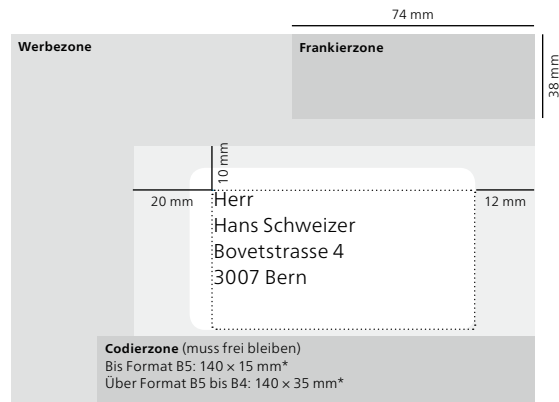 74 mm
Werbezone
Frankierzone
38 mm
10 mm
20 mm
12 mm
Herr
Hans Schweizer
Bovetstrasse 4
3007 Bern
Codierzone (muss frei bleiben)
Bis Format B5: 140 × 15 mm*
Über Format B5 bis B4: 140 × 35 mm*